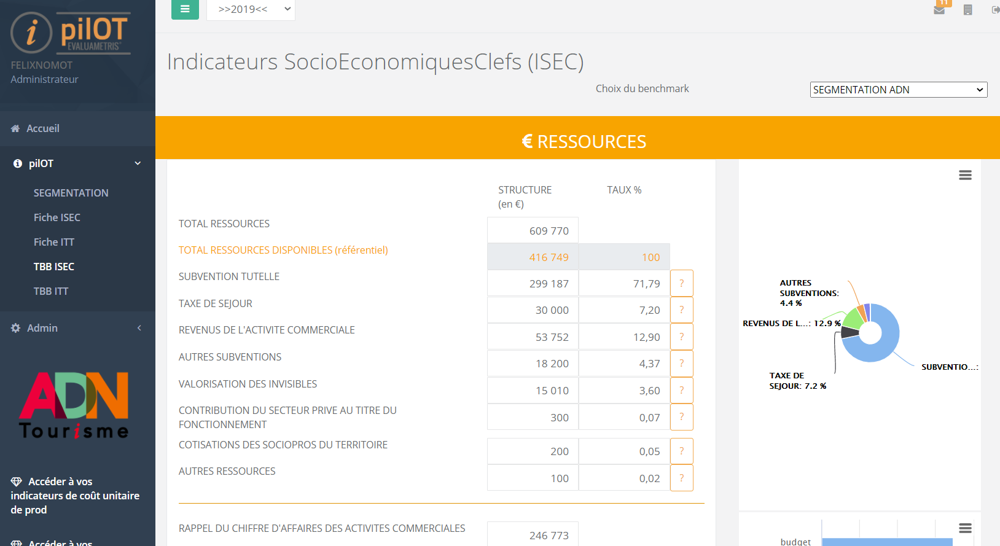 pilOT
EVALUAMETRIS
FELIXNOMOT
Administrateur
Accueil
pilOT
SEGMENTATION
Fiche ISEC
Fiche ITT
TBB ISEC
TBB ITT
Admin
ADN
Tourisme
Accéder à vos
indicateurs de coût unitaire
de prod
Accéder à vos
>>2019<<
11
Indicateurs SocioEconomiquesClefs (ISEC)
Choix du benchmark
SEGMENTATION ADN
€ RESSOURCES
STRUCTURE
(en €)
TAUX %
TOTAL RESSOURCES
609 770
TOTAL RESSOURCES DISPONIBLES (référentiel)
416 749
100
SUBVENTION TUTELLE
299 187
71,79
?
TAXE DE SEJOUR
30 000
7,20
?
REVENUS DE L'ACTIVITE COMMERCIALE
53 752
12,90
?
AUTRES SUBVENTIONS
18 200
4,37
?
VALORISATION DES INVISIBLES
15 010
3,60
?
CONTRIBUTION DU SECTEUR PRIVE AU TITRE DU
FONCTIONNEMENT
300
0,07
?
COTISATIONS DES SOCIOPROS DU TERRITOIRE
200
0,05
?
AUTRES RESSOURCES
100
0,02
?
RAPPEL DU CHIFFRE D'AFFAIRES DES ACTIVITES COMMERCIALES
246 773
AUTRES
SUBVENTIONS:
4.4 %
REVENUS DE L...: 12.9 %
TAXE DE
SEJOUR: 7.2 %
SUBVENTIO...:
budget